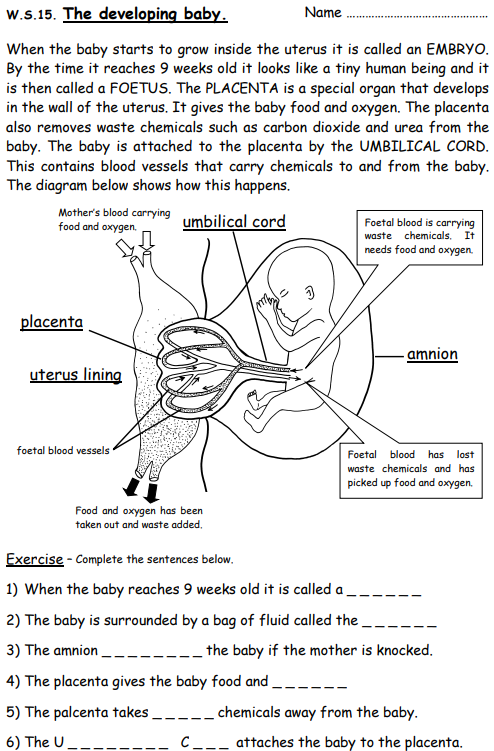 W.S.15. The developing baby. Name ………………………………………
When the baby starts to grow inside the uterus it is called an EMBRYO.
By the time it reaches 9 weeks old it looks like a tiny human being and it
is then called a FOETUS. The PLACENTA is a special organ that develops
in the wall of the uterus. It gives the baby food and oxygen. The placenta
also removes waste chemicals such as carbon dioxide and urea from the
baby. The baby is attached to the placenta by the UMBILICAL CORD.
This contains blood vessels that carry chemicals to and from the baby.
The diagram below shows how this happens.
Mother's blood carrying
food and oxygen.
umbilical cord
Foetal blood is carrying
waste chemicals. It
needs food and oxygen.
placenta
amnion
uterus lining
foetal blood vessels
Foetal blood has lost
waste chemicals and has
picked up food and oxygen.
Food and oxygen has been
taken out and waste added.
Exercise – Complete the sentences below.
1) When the baby reaches 9 weeks old it is called a _ _ _ _ _ _
2) The baby is surrounded by a bag of fluid called the _ _ _ _ _ _
3) The amnion _ _ _ _ _ _ _ _ the baby if the mother is knocked.
4) The placenta gives the baby food and _ _ _ _ _ _
5) The palcenta takes _ _ _ _ _ chemicals away from the baby.
6) The U _ _ _ _ _ _ _ _ C _ _ _ attaches the baby to the placenta.